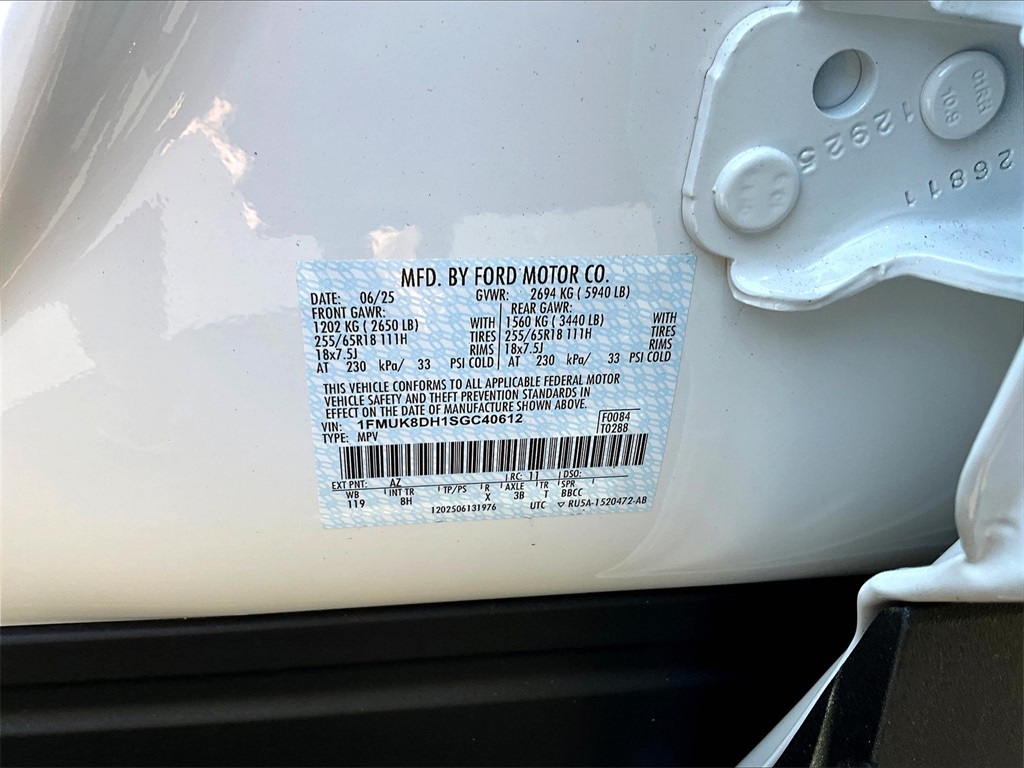 12925
01RH
10.9
26811
MFD. BY FORD MOTOR CO.
DATE: 06/25 GVWR: 2694 KG ( 5940 LB)
FRONT GAWR: REAR GAWR:
1202 KG ( 2650 LB) WITH 1560 KG ( 3440 LB) WITH
255/65R18 111H TIRES 255/65R18 111H TIRES
18x7.5J RIMS 18x7.5J RIMS
AT 230 kPa/ 33 PSI COLD AT 230 kPa/ 33 PSI COLD
THIS VEHICLE CONFORMS TO ALL APPLICABLE FEDERAL MOTOR
VEHICLE SAFETY AND THEFT PREVENTION STANDARDS IN
EFFECT ON THE DATE OF MANUFACTURE SHOWN ABOVE.
VIN: 1FMUK8DH1SGC40612 F0084
TYPE: MPV T0288
EXT PNT: AZ RC: 11 DSO:
WB INT TR TP/PS R AXLE TR SPR
119 8H X 3B T BBCC
1202506131976 UTC ▽ RU5A-1520472-AB